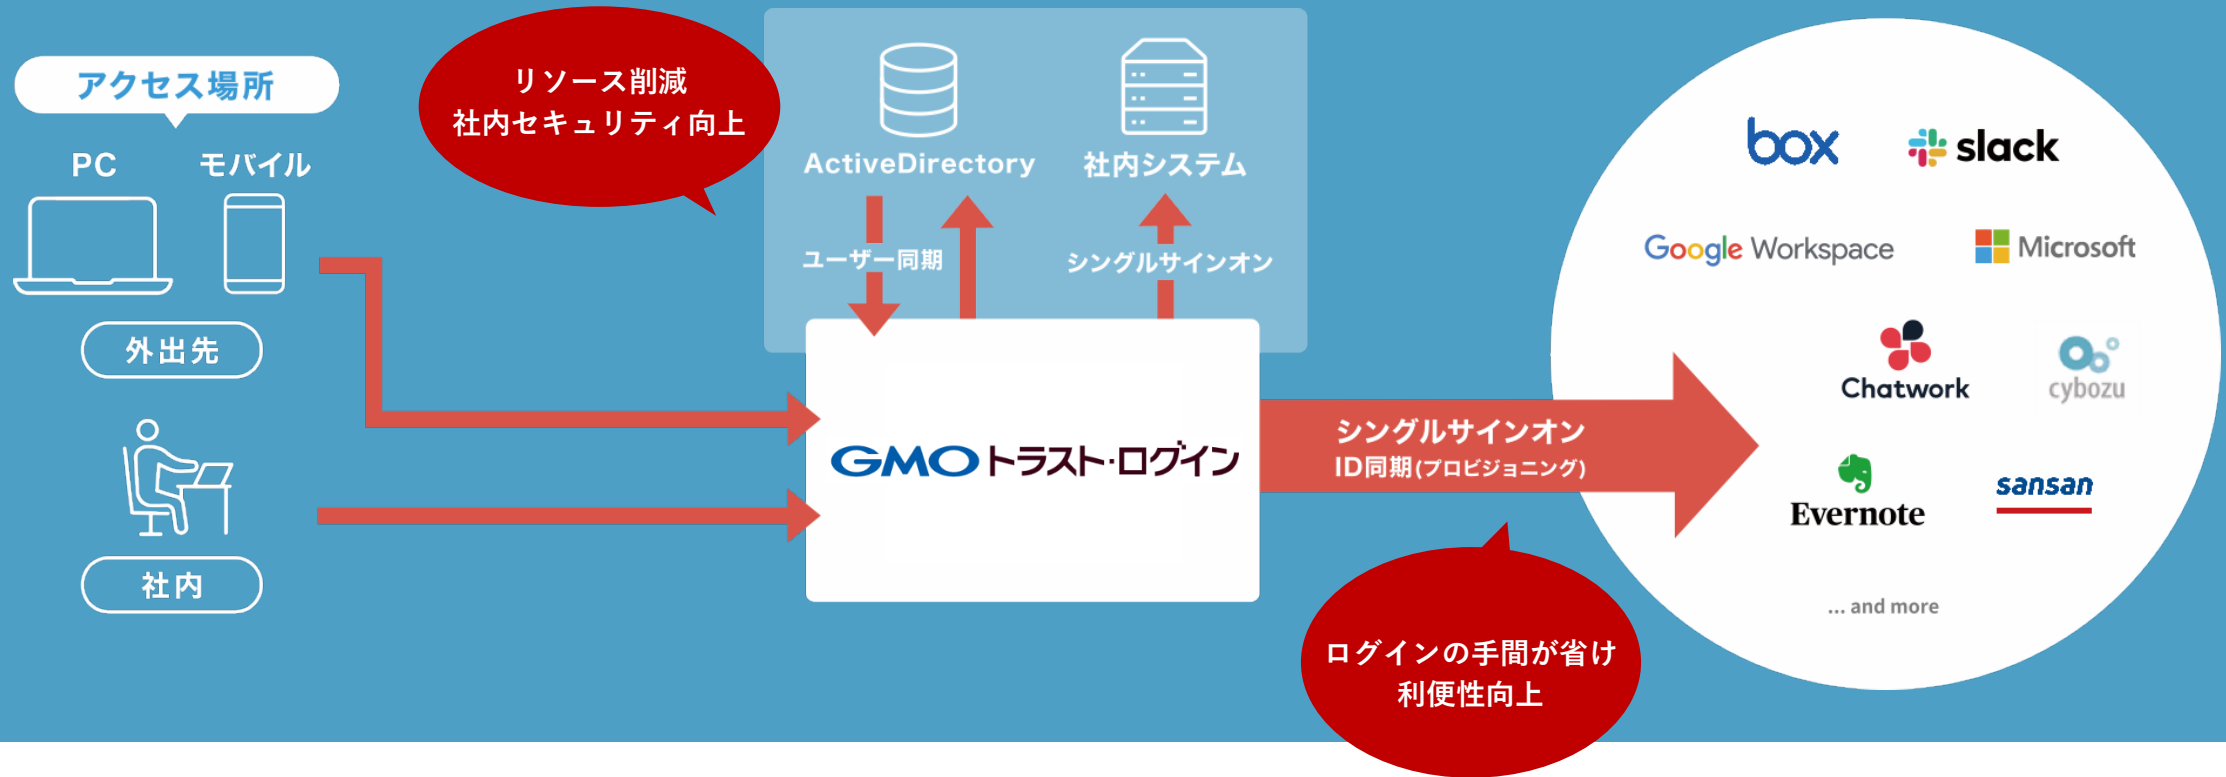 アクセス場所
PC
モバイル
外出先
社内
リソース削減
社内セキュリティ向上
ActiveDirectory
社内システム
ユーザー同期
シングルサインオン
GMOトラスト・ログイン
シングルサインオン
ID同期(プロビジョニング)
ログインの手間が省け
利便性向上
box
slack
Google Workspace
Microsoft
Chatwork
cybozu
Evernote
sansan
... and more